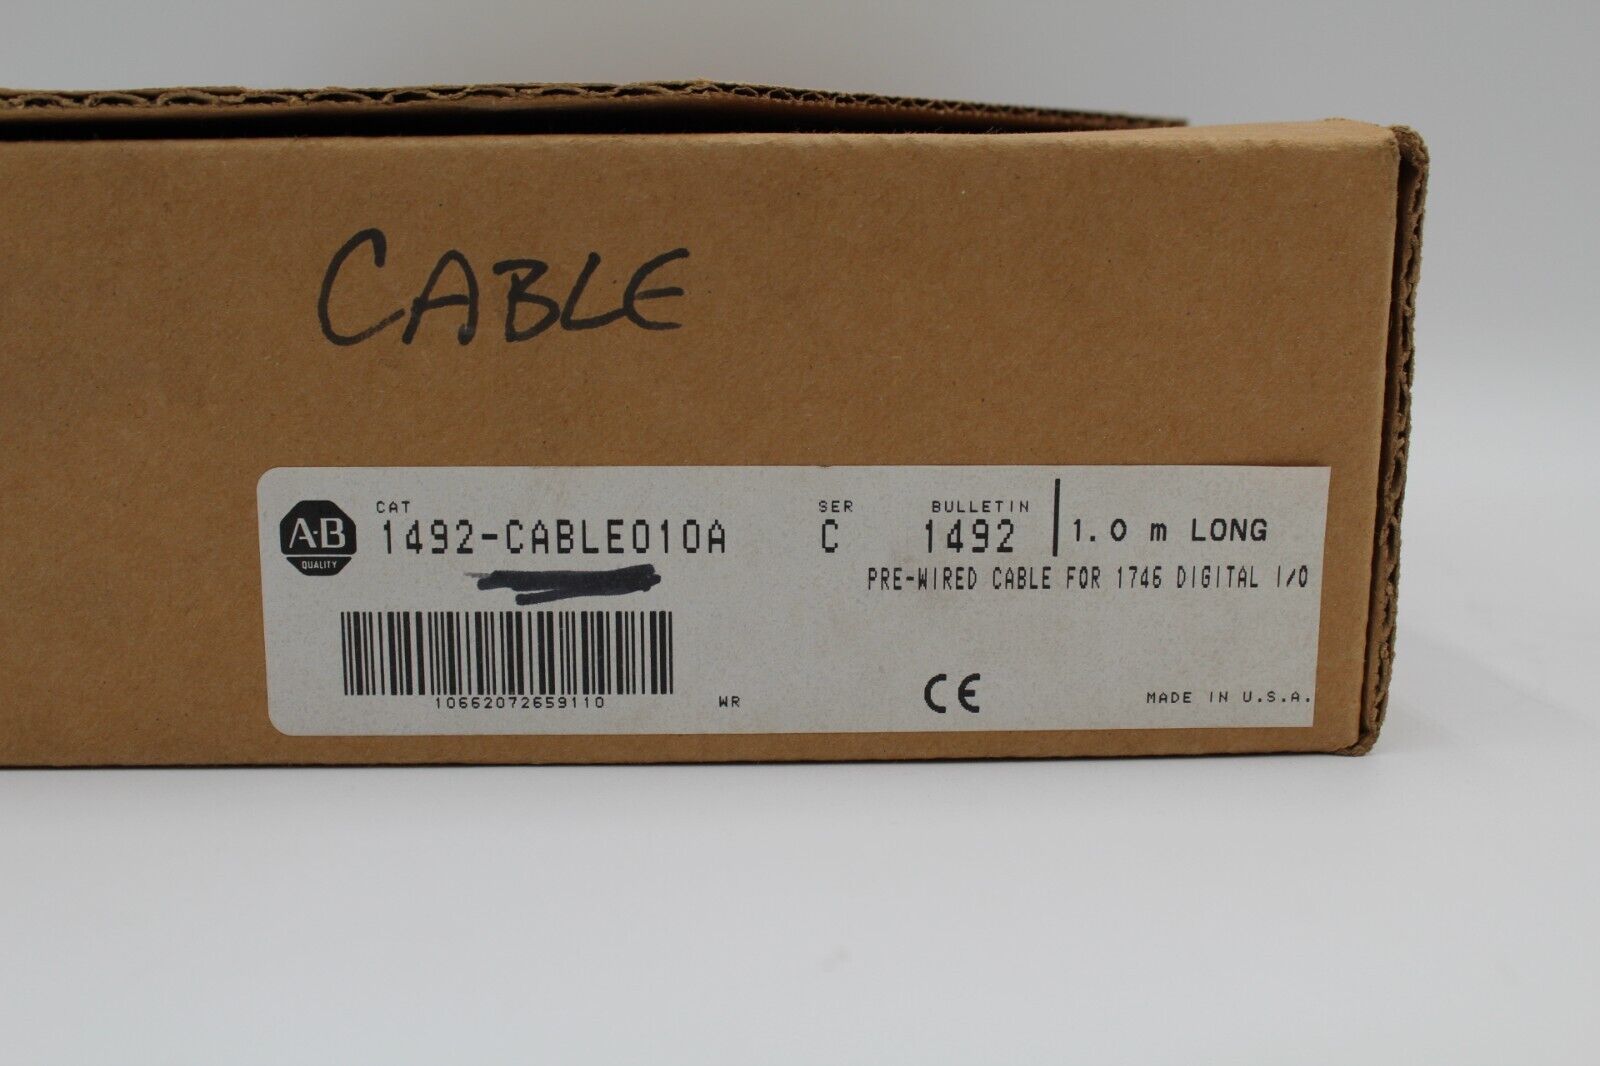 CABLE
CAT SER BULLETIN
A-B 1492-CABLE010A C 1492 1.0 m LONG
QUALITY
PRE-WIRED CABLE FOR 1746 DIGITAL I/O
10662072659110 WR CE MADE IN U.S.A.